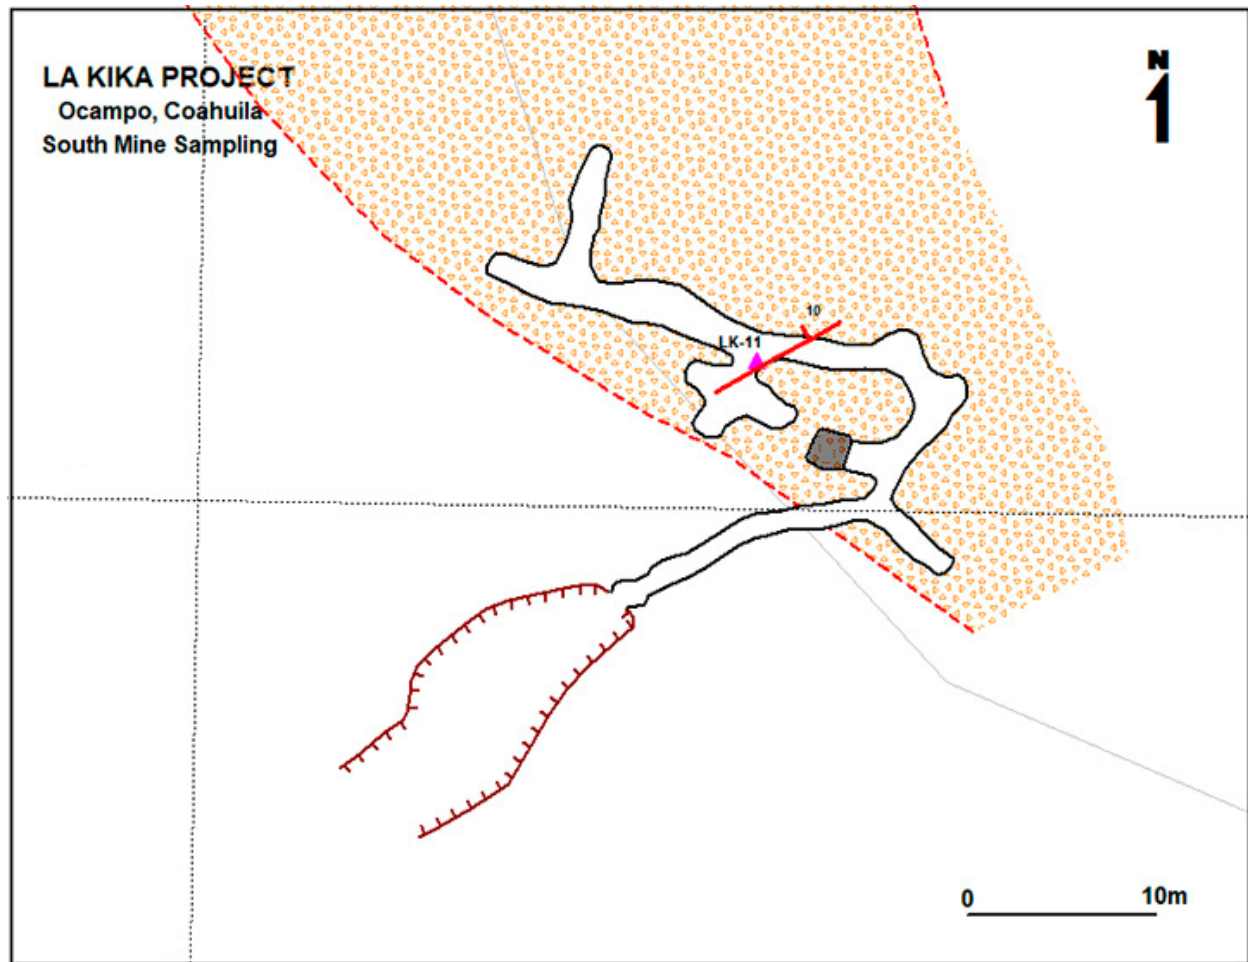 LA KIKA PROJECT
Ocampo, Coahuila
South Mine Sampling
N
10
LK-11
0 10m